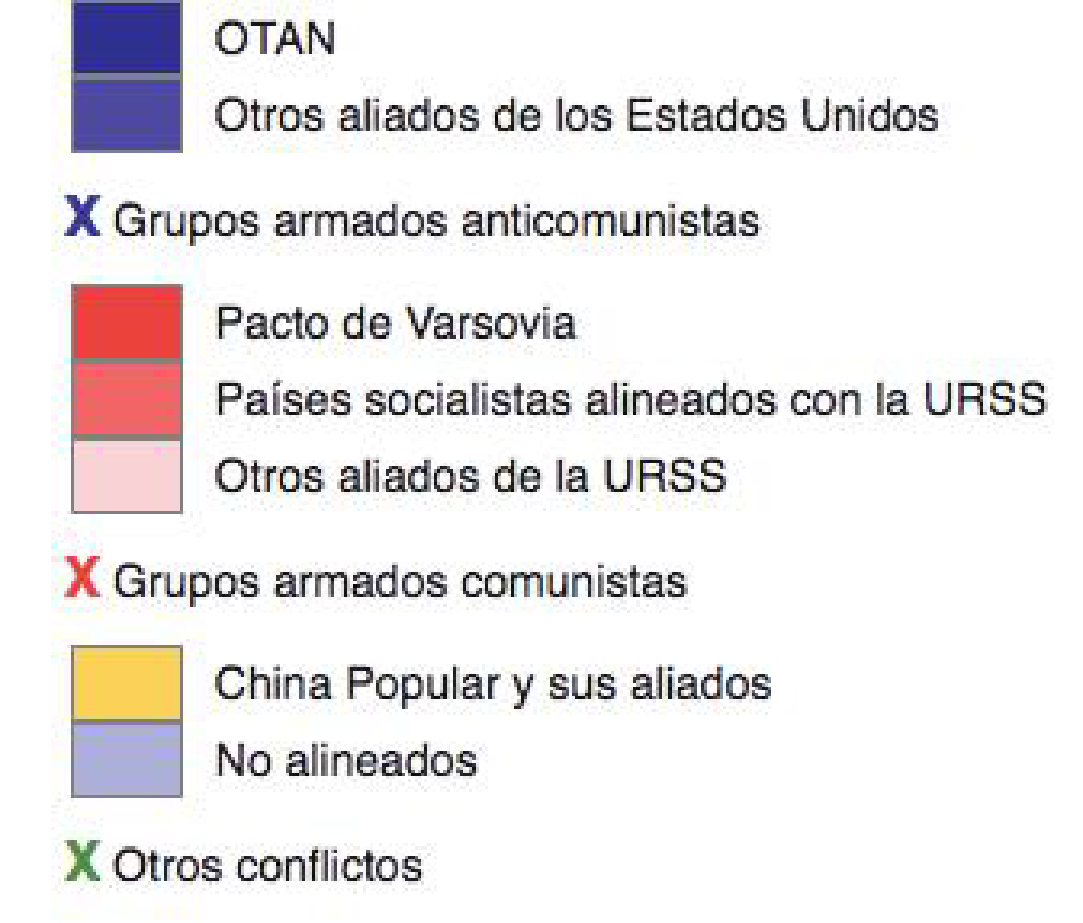 OTAN
Otros aliados de los Estados Unidos
X Grupos armados anticomunistas
Pacto de Varsovia
Países socialistas alineados con la URSS
Otros aliados de la URSS
X Grupos armados comunistas
China Popular y sus aliados
No alineados
X Otros conflictos